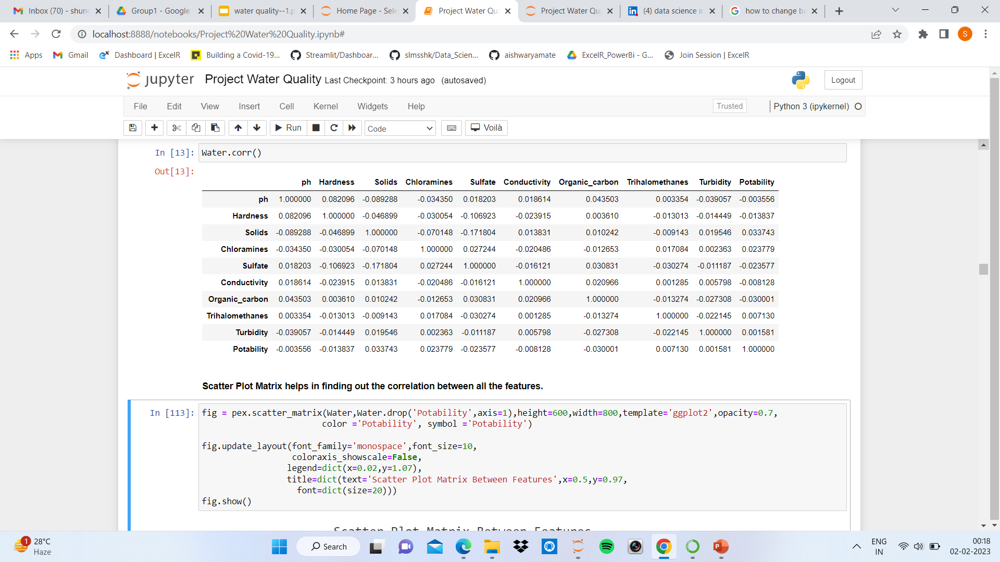 Inbox (70) - shund
Group1 - Google
water quality--1.p
Home Page - Sele
Project Water Qu
Project Water Qu
(4) data science in
how to change ba
localhost:8888/notebooks/Project%20Water%20Quality.ipynb#
S
Apps
Gmail
Dashboard | ExcelR
Building a Covid-19...
Streamlit/Dashboar...
slmsshk/Data_Scien...
aishwaryamate
ExcelR_PowerBi - G...
Join Session | ExcelR
jupyter Project Water Quality Last Checkpoint: 3 hours ago (autosaved)
Logout
File Edit View Insert Cell Kernel Widgets Help
Trusted
Python 3 (ipykernel)
Run
Code
Voilà
In [13]: Water.corr()
Out[13]:
ph Hardness Solids Chloramines Sulfate Conductivity Organic_carbon Trihalomethanes Turbidity Potability
ph 1.000000 0.082096 -0.089288 -0.034350 0.018203 0.018614 0.043503 0.003354 -0.039057 -0.003556
Hardness 0.082096 1.000000 -0.046899 -0.030054 -0.106923 -0.023915 0.003610 -0.013013 -0.014449 -0.013837
Solids -0.089288 -0.046899 1.000000 -0.070148 -0.171804 0.013831 0.010242 -0.009143 0.019546 0.033743
Chloramines -0.034350 -0.030054 -0.070148 1.000000 0.027244 -0.020486 -0.012653 0.017084 0.002363 0.023779
Sulfate 0.018203 -0.106923 -0.171804 0.027244 1.000000 -0.016121 0.030831 -0.030274 -0.011187 -0.023577
Conductivity 0.018614 -0.023915 0.013831 -0.020486 -0.016121 1.000000 0.020966 0.001285 0.005798 -0.008128
Organic_carbon 0.043503 0.003610 0.010242 -0.012653 0.030831 0.020966 1.000000 -0.013274 -0.027308 -0.030001
Trihalomethanes 0.003354 -0.013013 -0.009143 0.017084 -0.030274 0.001285 -0.013274 1.000000 -0.022145 0.007130
Turbidity -0.039057 -0.014449 0.019546 0.002363 -0.011187 0.005798 -0.027308 -0.022145 1.000000 0.001581
Potability -0.003556 -0.013837 0.033743 0.023779 -0.023577 -0.008128 -0.030001 0.007130 0.001581 1.000000
Scatter Plot Matrix helps in finding out the correlation between all the features.
In [113]: fig = pex.scatter_matrix(Water,Water.drop('Potability',axis=1),height=600,width=800,template='ggplot2',opacity=0.7,
color ='Potability', symbol ='Potability')
fig.update_layout(font_family='monospace',font_size=10,
coloraxis_showscale=False,
legend=dict(x=0.02,y=1.07),
title=dict(text='Scatter Plot Matrix Between Features',x=0.5,y=0.97,
font=dict(size=20)))
fig.show()
Scatter Plot Matrix Between Features
1
28°C
Haze
Search
ENG
IN
00:18
02-02-2023